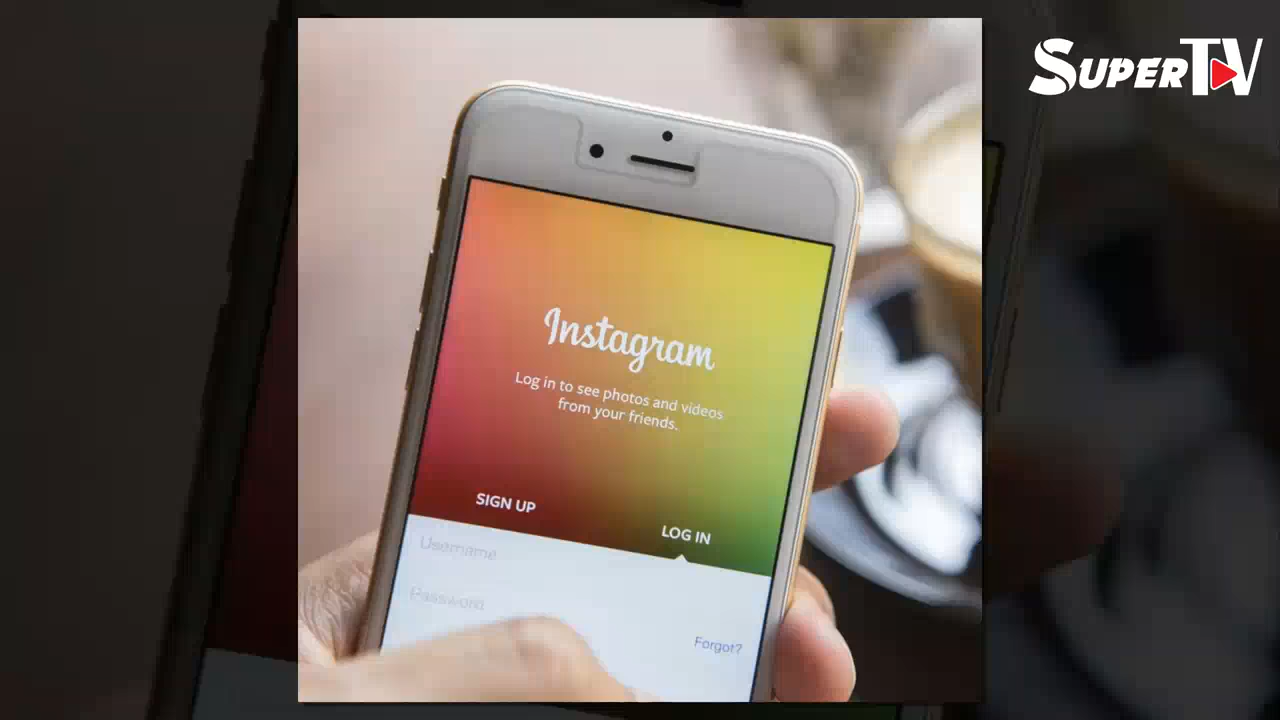 SUPERTV
Instagram
Log in to see photos and videos
from your friends.
SIGN UP
LOG IN
Username
Password
Forgot?